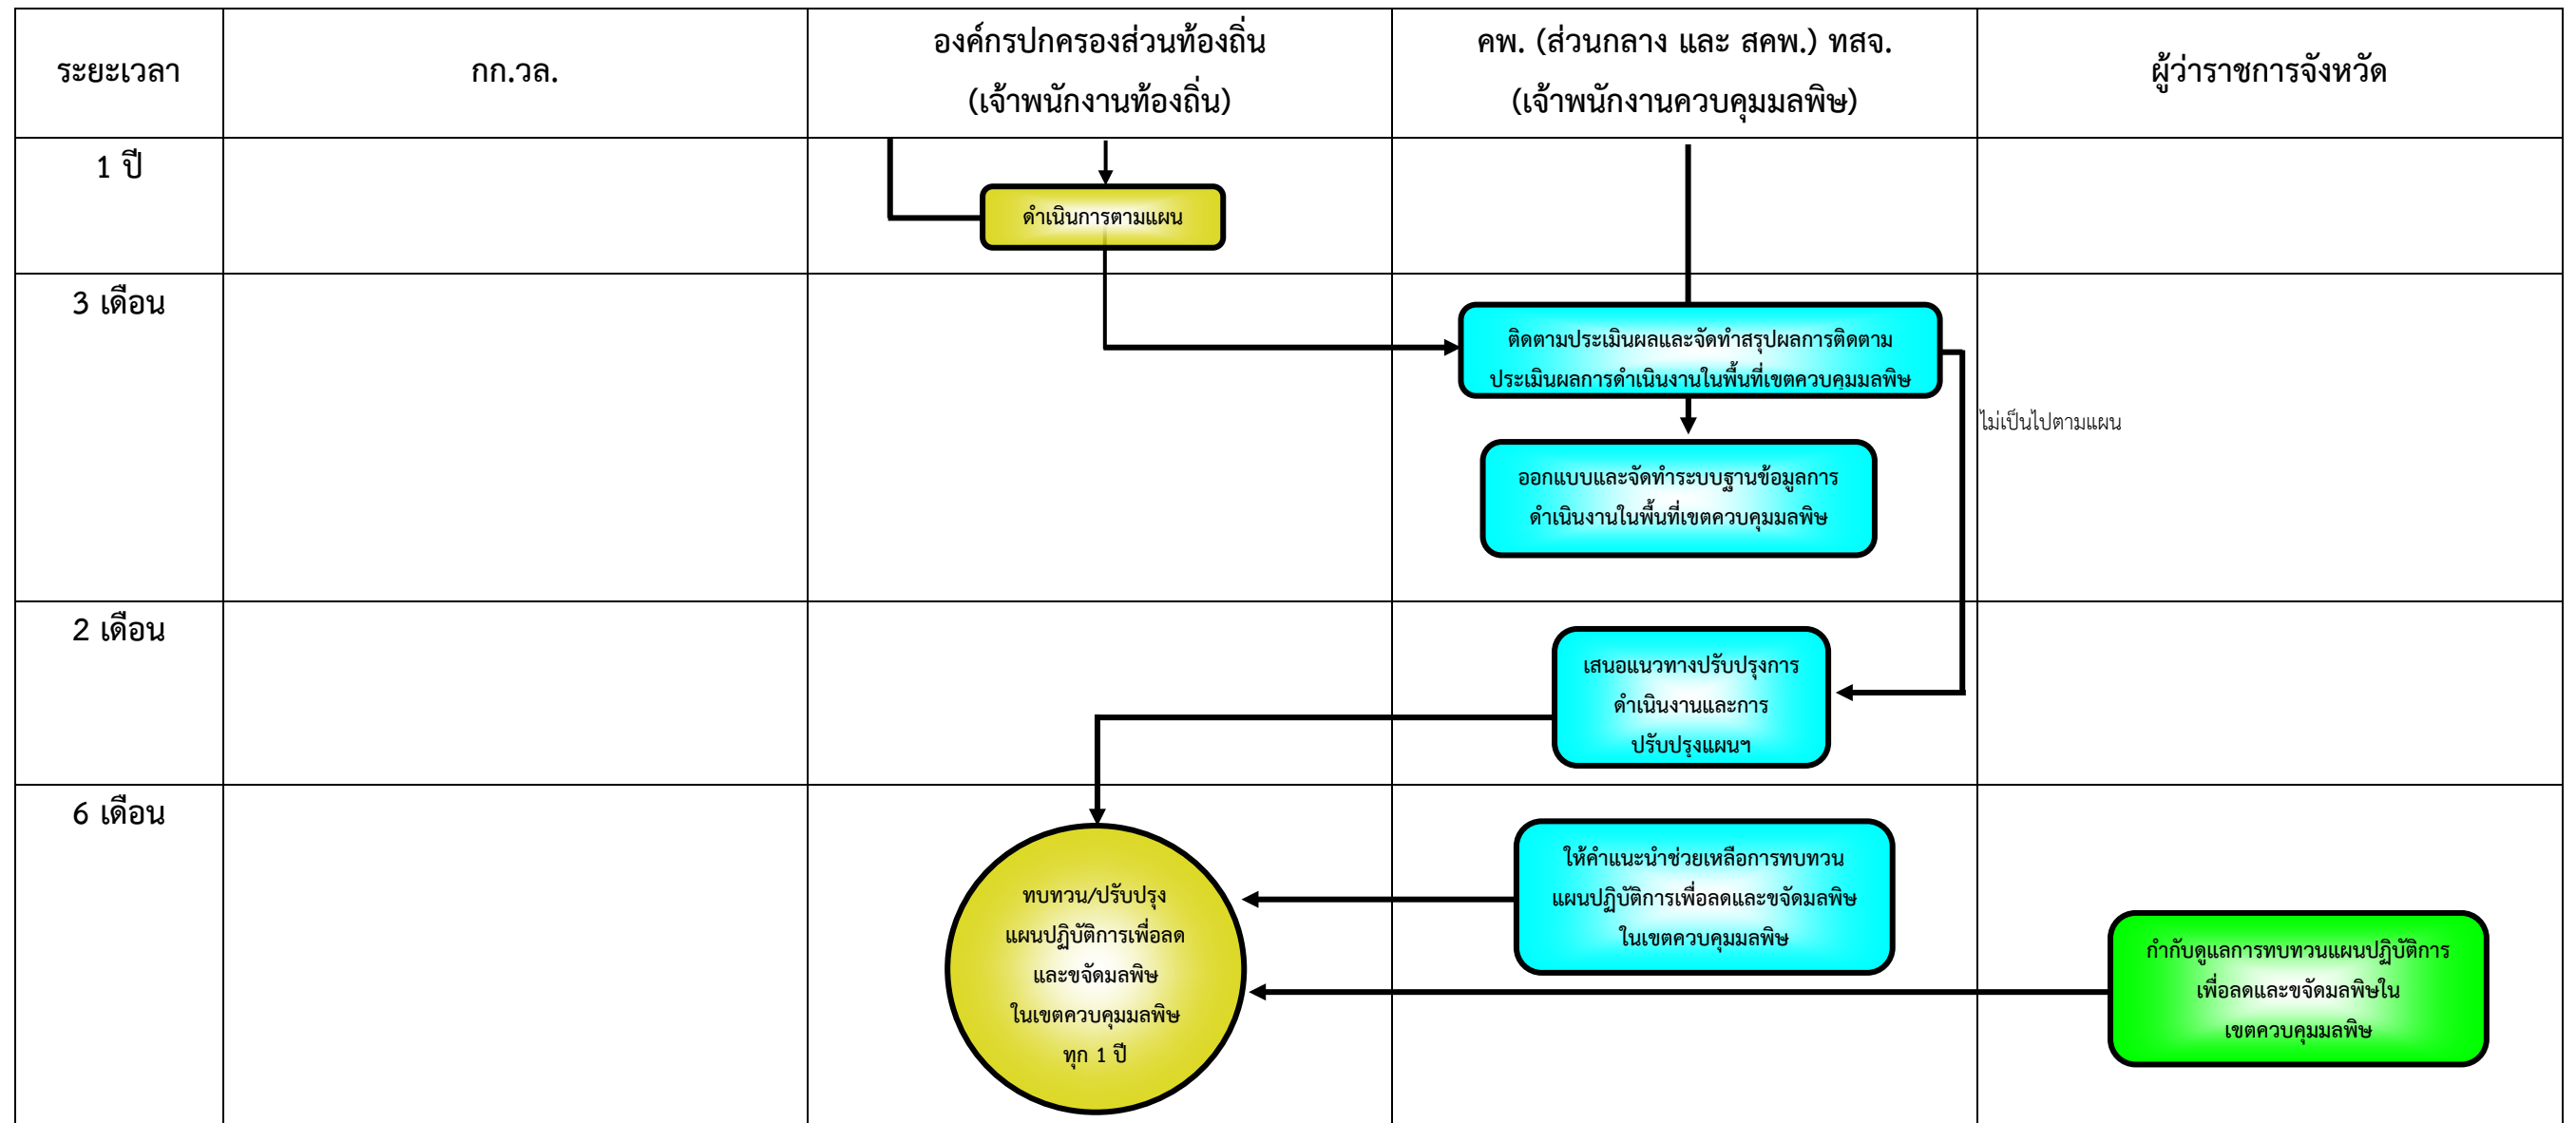 ระยะเวลา
กก.วล.
องค์กรปกครองส่วนท้องถิ่น
(เจ้าพนักงานท้องถิ่น)
คพ. (ส่วนกลาง และ สคพ.) ทสจ.
(เจ้าพนักงานควบคุมมลพิษ)
ผู้ว่าราชการจังหวัด
1 ปี
ดำเนินการตามแผน
3 เดือน
ติดตามประเมินผลและจัดทำสรุปผลการติดตาม
ประเมินผลการดำเนินงานในพื้นที่เขตควบคุมมลพิษ
ไม่เป็นไปตามแผน
ออกแบบและจัดทำระบบฐานข้อมูลการ
ดำเนินงานในพื้นที่เขตควบคุมมลพิษ
2 เดือน
เสนอแนวทางปรับปรุงการ
ดำเนินงานและการ
ปรับปรุงแผนฯ
6 เดือน
ทบทวน/ปรับปรุง
แผนปฏิบัติการเพื่อลด
และขจัดมลพิษ
ในเขตควบคุมมลพิษ
ทุก 1 ปี
ให้คำแนะนำช่วยเหลือการทบทวน
แผนปฏิบัติการเพื่อลดและขจัดมลพิษ
ในเขตควบคุมมลพิษ
กำกับดูแลการทบทวนแผนปฏิบัติการ
เพื่อลดและขจัดมลพิษใน
เขตควบคุมมลพิษ